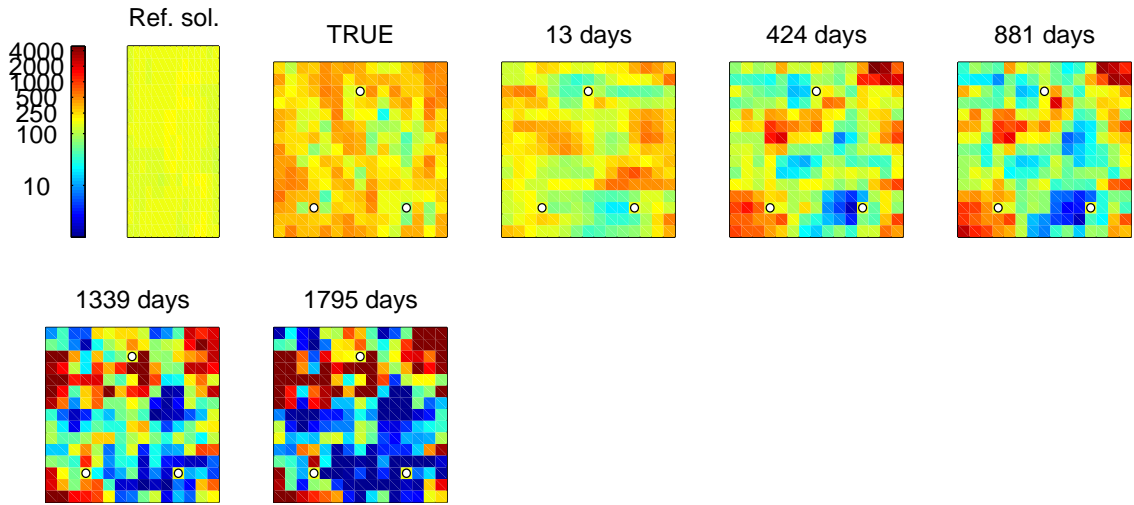 Ref. sol.
TRUE
13 days
424 days
881 days
4000
2000
1000
500
250
100
10
1339 days
1795 days